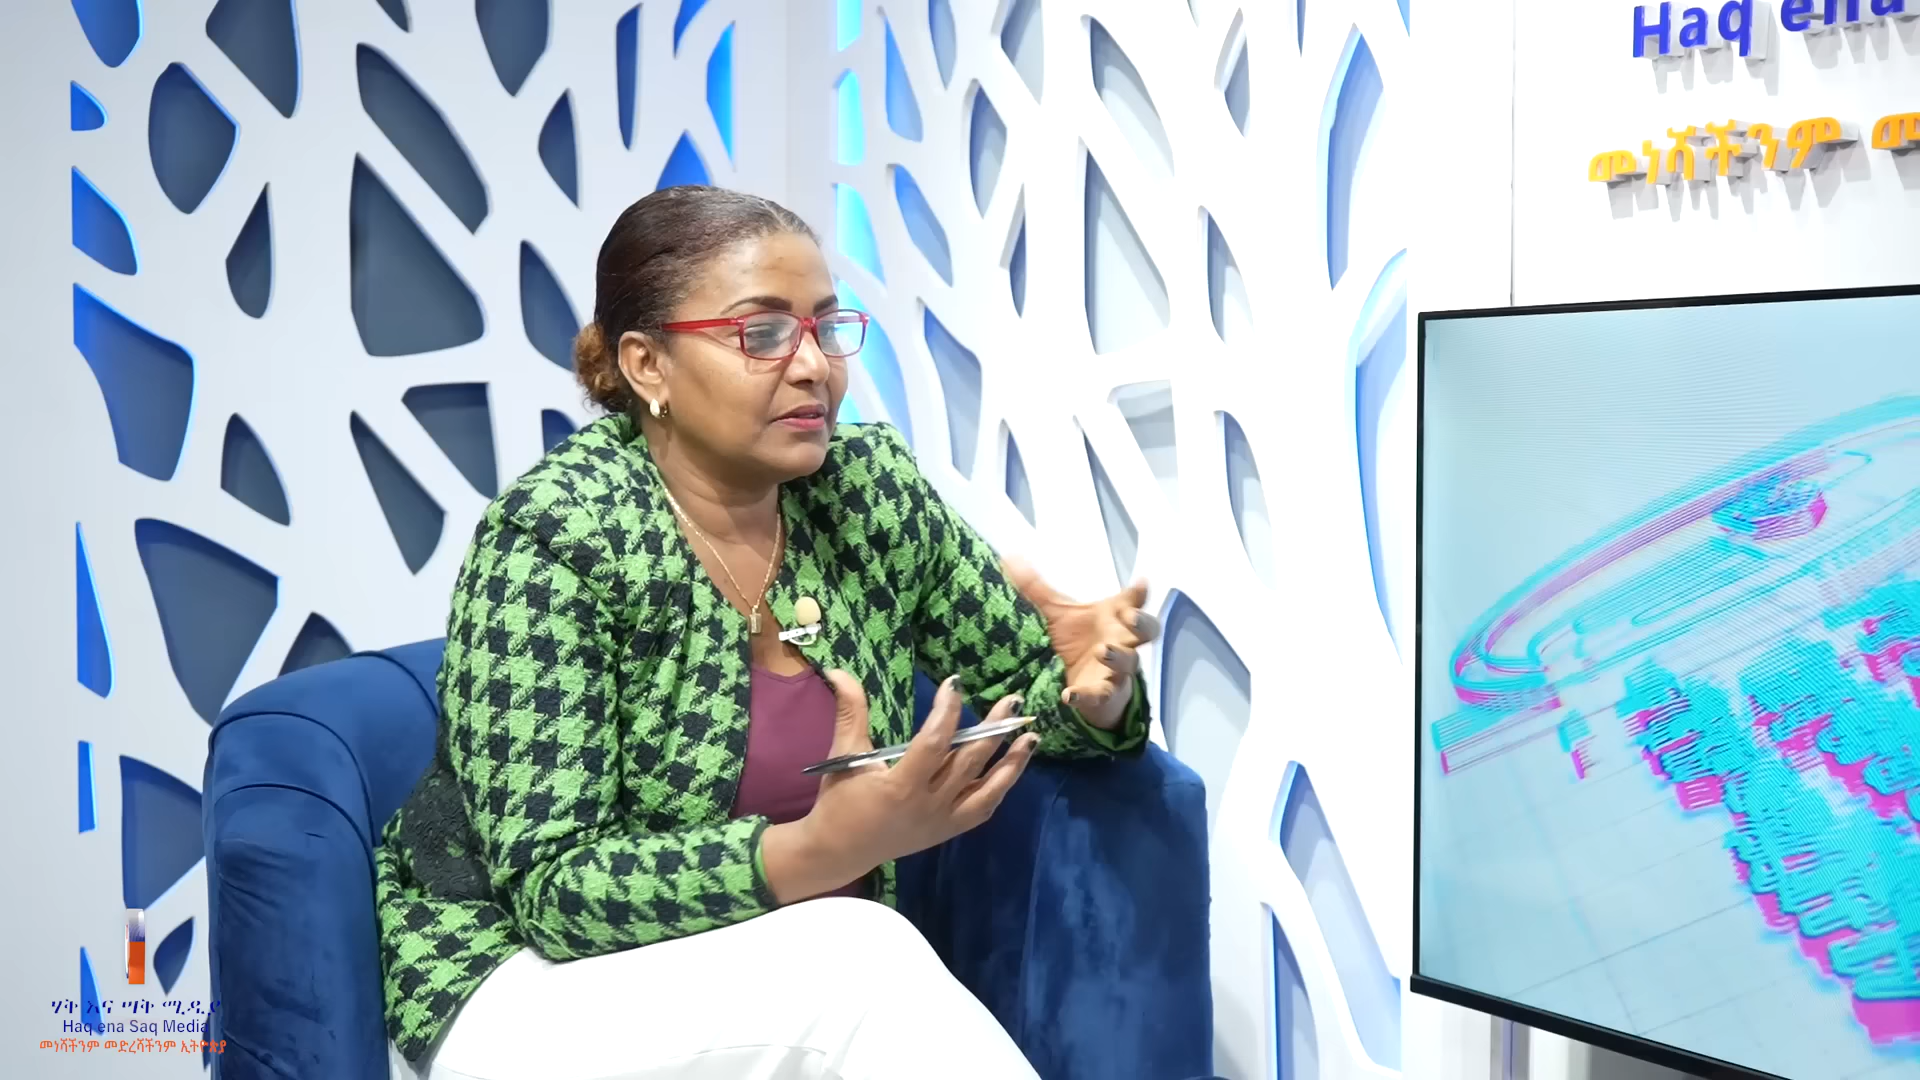 Haq ena
መነሻችንም
ሃቅ እና ሣቅ ሚዲያ
Haq ena Saq Media
መነሻችንም መድረሻችንም ኢትዮጵያ